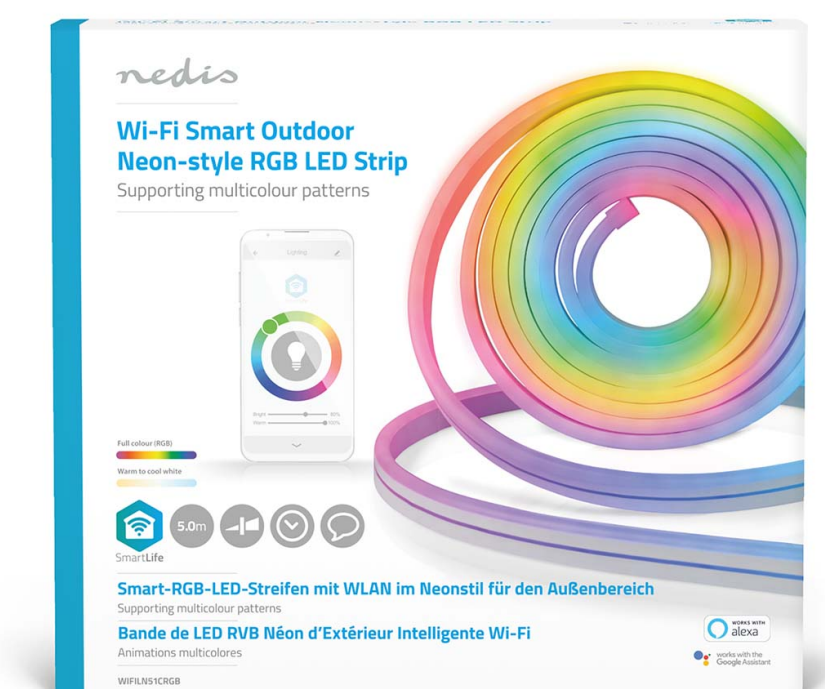 nedis
Wi-Fi Smart Outdoor
Neon-style RGB LED Strip
Supporting multicolour patterns
Lighting
Full colour (RGB)
Warm to cool white
5.0m
SmartLife
Smart-RGB-LED-Streifen mit WLAN im Neonstil für den Außenbereich
Supporting multicolour patterns
Bande de LED RVB Néon d'Extérieur Intelligente Wi-Fi
Animations multicolores
WORKS WITH
alexa
works with the
Google Assistant
WIFILNS1CRGB